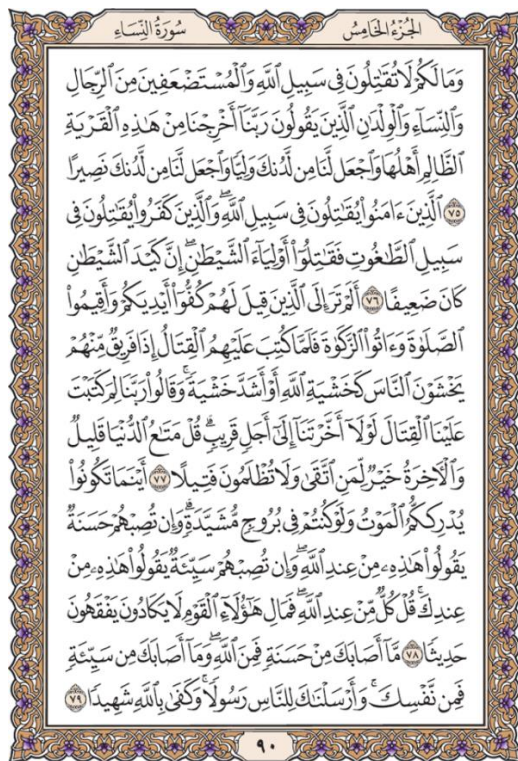 سُورَةُ النِّسَاءِ
الجُزْءُ الخَامِسُ
وَمَا لَكُمْ لَا تُقَٰتِلُونَ فِي سَبِيلِ ٱللَّهِ وَٱلْمُسْتَضْعَفِينَ مِنَ ٱلرِّجَالِ
وَٱلنِّسَآءِ وَٱلْوِلْدَٰنِ ٱلَّذِينَ يَقُولُونَ رَبَّنَآ أَخْرِجْنَا مِنْ هَٰذِهِ ٱلْقَرْيَةِ
ٱلظَّالِمِ أَهْلُهَا وَٱجْعَل لَّنَا مِن لَّدُنكَ وَلِيًّا وَٱجْعَل لَّنَا مِن لَّدُنكَ نَصِيرًا
٧٥ ٱلَّذِينَ ءَامَنُوا۟ يُقَٰتِلُونَ فِي سَبِيلِ ٱللَّهِۖ وَٱلَّذِينَ كَفَرُوا۟ يُقَٰتِلُونَ فِي
سَبِيلِ ٱلطَّٰغُوتِ فَقَٰتِلُوٓا۟ أَوْلِيَآءَ ٱلشَّيْطَٰنِۖ إِنَّ كَيْدَ ٱلشَّيْطَٰنِ
كَانَ ضَعِيفًا ٧٦ أَلَمْ تَرَ إِلَى ٱلَّذِينَ قِيلَ لَهُمْ كُفُّوٓا۟ أَيْدِيَكُمْ وَأَقِيمُوا۟
ٱلصَّلَوٰةَ وَءَاتُوا۟ ٱلزَّكَوٰةَ فَلَمَّا كُتِبَ عَلَيْهِمُ ٱلْقِتَالُ إِذَا فَرِيقٌ مِّنْهُمْ
يَخْشَوْنَ ٱلنَّاسَ كَخَشْيَةِ ٱللَّهِ أَوْ أَشَدَّ خَشْيَةًۚ وَقَالُوا۟ رَبَّنَا لِمَ كَتَبْتَ
عَلَيْنَا ٱلْقِتَالَ لَوْلَآ أَخَّرْتَنَآ إِلَىٰٓ أَجَلٍ قَرِيبٍۗ قُلْ مَتَٰعُ ٱلدُّنْيَا قَلِيلٌ
وَٱلْءَاخِرَةُ خَيْرٌ لِّمَنِ ٱتَّقَىٰ وَلَا تُظْلَمُونَ فَتِيلًا ٧٧ أَيْنَمَا تَكُونُوا۟
يُدْرِككُّمُ ٱلْمَوْتُ وَلَوْ كُنتُمْ فِي بُرُوجٍ مُّشَيَّدَةٍۗ وَإِن تُصِبْهُمْ حَسَنَةٌ
يَقُولُوا۟ هَٰذِهِۦ مِنْ عِندِ ٱللَّهِۖ وَإِن تُصِبْهُمْ سَيِّئَةٌ يَقُولُوا۟ هَٰذِهِۦ مِنْ
عِندِكَۚ قُلْ كُلٌّ مِّنْ عِندِ ٱللَّهِۖ فَمَالِ هَٰٓؤُلَآءِ ٱلْقَوْمِ لَا يَكَادُونَ يَفْقَهُونَ
حَدِيثًا ٧٨ مَّآ أَصَابَكَ مِنْ حَسَنَةٍ فَمِنَ ٱللَّهِۖ وَمَآ أَصَابَكَ مِن سَيِّئَةٍ
فَمِن نَّفْسِكَۚ وَأَرْسَلْنَٰكَ لِلنَّاسِ رَسُولًاۚ وَكَفَىٰ بِٱللَّهِ شَهِيدًا ٧٩
٩٠